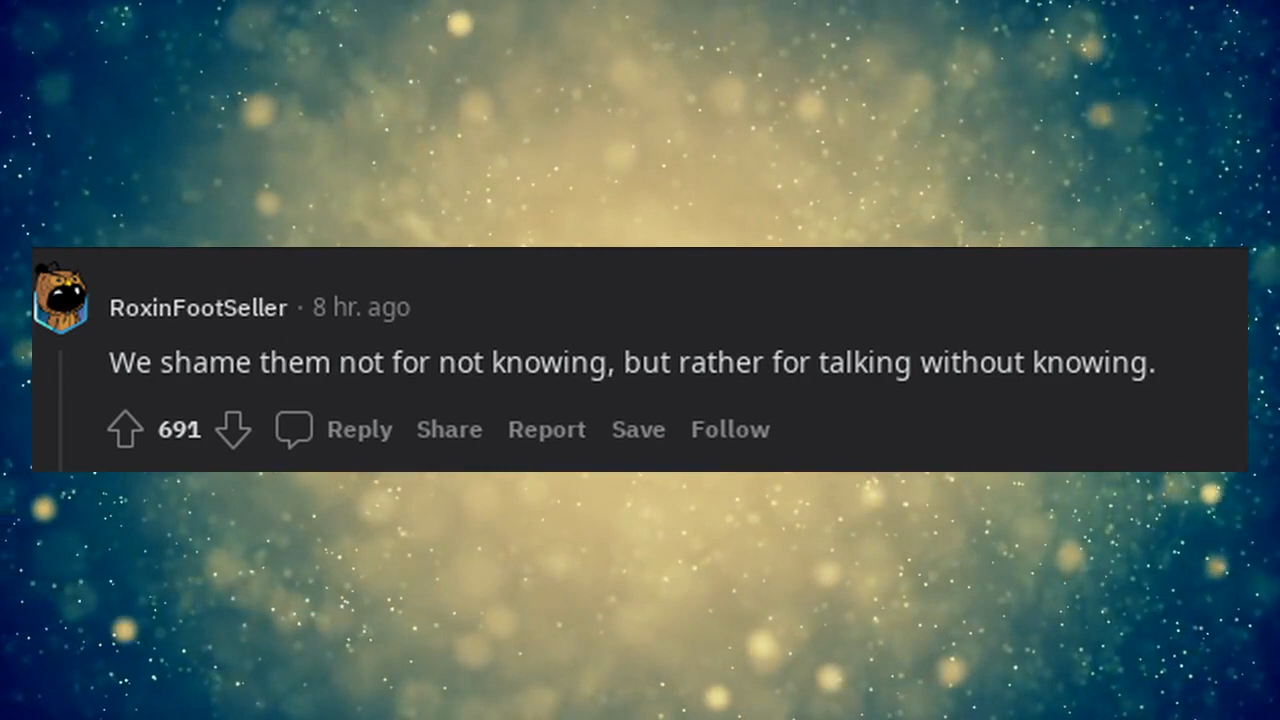 RoxinFootSeller · 8 hr. ago
We shame them not for not knowing, but rather for talking without knowing.
691 Reply Share Report Save Follow